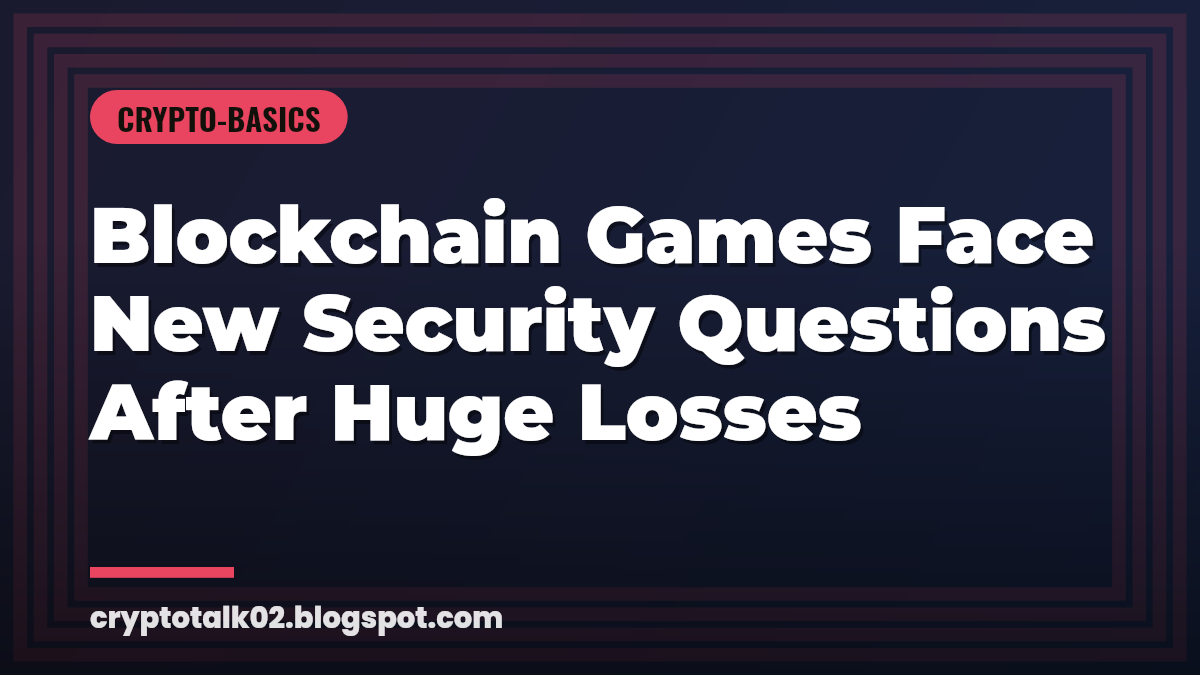 CRYPTO-BASICS
Blockchain Games Face
New Security Questions
After Huge Losses
cryptotalk02.blogspot.com